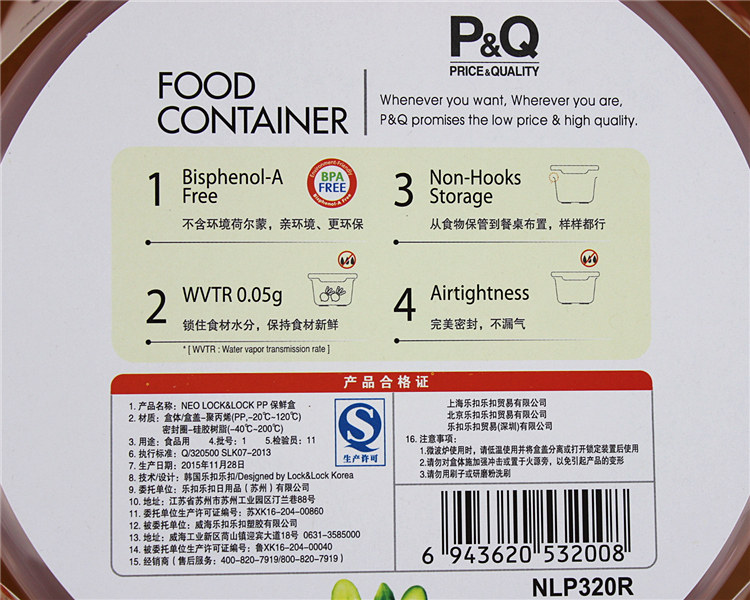 P&Q
PRICE&QUALITY
FOOD
CONTAINER
Whenever you want, Wherever you are,
P&Q promises the low price & high quality.
1 Bisphenol-A
Free
Environment-Friendly
BPA
FREE
Bisphenol-A Free
不含环境荷尔蒙，亲环境、更环保
3 Non-Hooks
Storage
从食物保管到餐桌布置，样样都行
2 WVTR 0.05g
锁住食材水分，保持食材新鲜
* [ WVTR : Water vapor transmission rate ]
4 Airtightness
完美密封，不漏气
产品合格证
1. 产品名称：NEO LOCK&LOCK PP 保鲜盒
2. 材质：盒体/盒盖-聚丙烯(PP,-20℃~120℃)
密封圈-硅胶树脂(-40℃~200℃)
3. 用途：食品用 4.批号：1 5.检验员：11
6. 执行标准：Q/320500 SLK07-2013
7. 生产日期：2015年11月28日
8. 技术/设计：韩国乐扣乐扣/Designed by Lock&Lock Korea
9. 委托单位：乐扣乐扣日用品（苏州）有限公司
10. 地址：江苏省苏州市苏州工业园区汀兰巷88号
11. 委托单位生产许可证编号：苏XK16-204-00860
12. 被委托单位：威海乐扣乐扣塑胶有限公司
13. 地址：威海工业新区苘山镇迎宾大道18号 0631-3585000
14. 被委托单位生产许可证编号：鲁XK16-204-00040
15. 经销商（售后服务：400-820-7919/800-820-7919）
S
生产许可
上海乐扣乐扣贸易有限公司
北京乐扣乐扣贸易有限公司
乐扣乐扣贸易(深圳)有限公司
16. 注意事项：
1.微波炉使用时，请低温使用并将盒盖分离或打开锁定装置后使用
2.请勿对盒体施加强冲击或置于火源旁，以免引起产品的变形
3.请勿用刷子或研磨粉洗刷
6 943620 532008
NLP320R